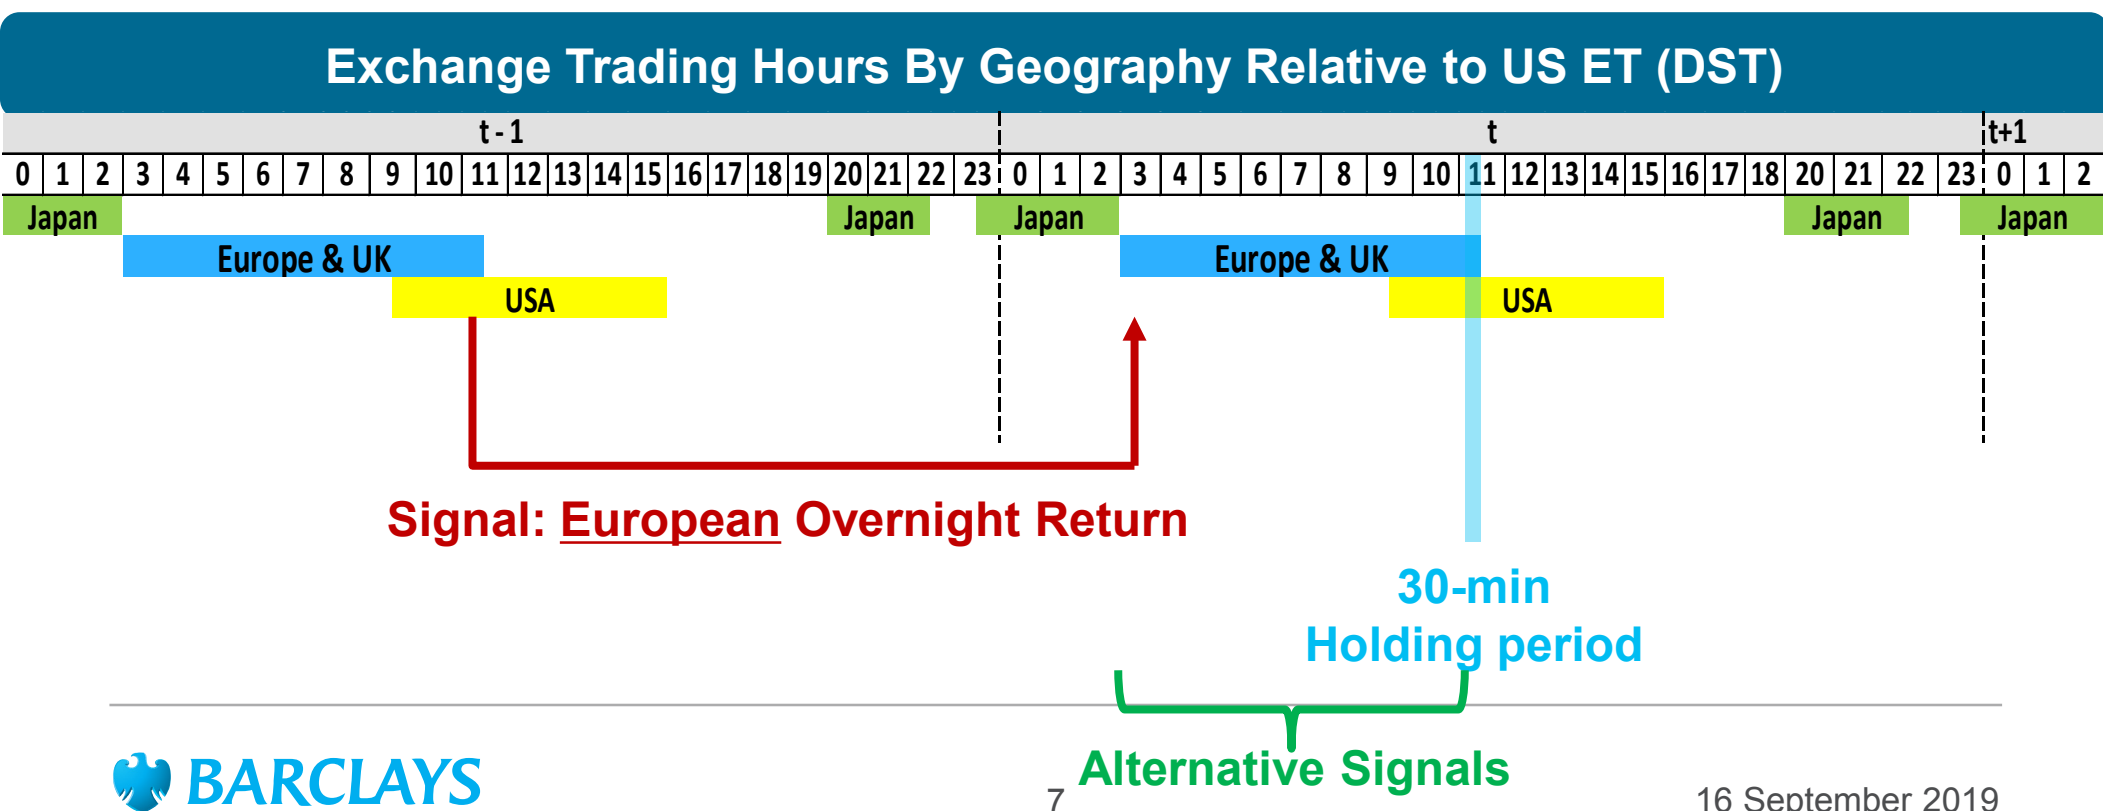 Exchange Trading Hours By Geography Relative to US ET (DST)
t - 1 t t+1
0 1 2 3 4 5 6 7 8 9 10 11 12 13 14 15 16 17 18 19 20 21 22 23 0 1 2 3 4 5 6 7 8 9 10 11 12 13 14 15 16 17 18 20 21 22 23 0 1 2
Japan Japan Japan Japan Japan
Europe & UK Europe & UK
USA USA
Signal: European Overnight Return
30-min
Holding period
Alternative Signals
BARCLAYS
7
16 September 2019